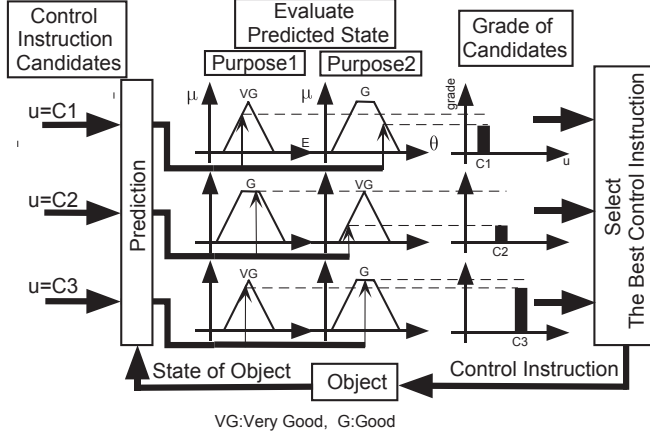 Control
Instruction
Candidates
Evaluate
Predicted State
Grade of
Candidates
Purpose1
Purpose2
u=C1
μ
VG
E
μ
G
θ
grade
C1
u
u=C2
G
VG
C2
u=C3
VG
G
C3
Prediction
Select
The Best Control Instruction
State of Object
Object
Control Instruction
VG:Very Good, G:Good